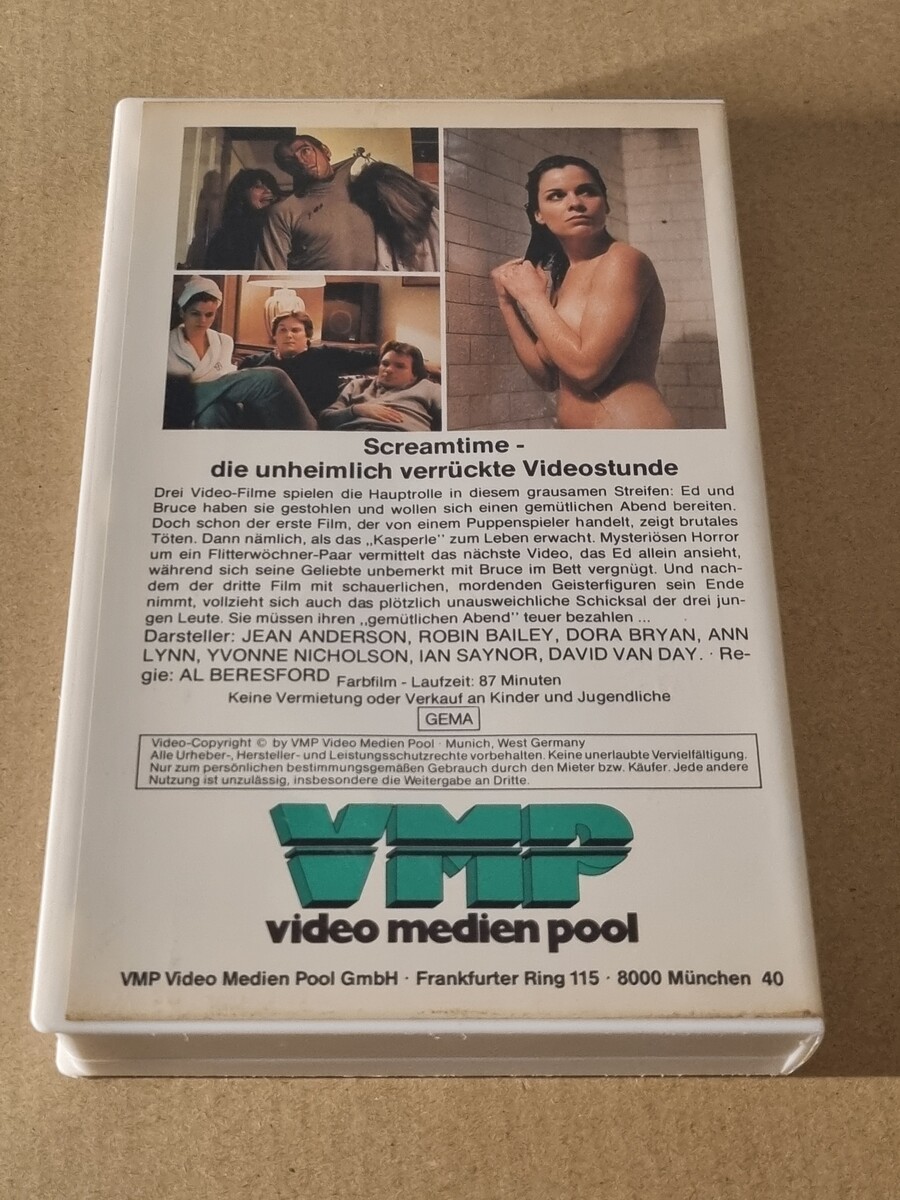 Screamtime -
die unheimlich verrückte Videostunde
Drei Video-Filme spielen die Hauptrolle in diesem grausamen Streifen: Ed und
Bruce haben sie gestohlen und wollen sich einen gemütlichen Abend bereiten.
Doch schon der erste Film, der von einem Puppenspieler handelt, zeigt brutales
Töten. Dann nämlich, als das „Kasperle" zum Leben erwacht. Mysteriösen Horror
um ein Flitterwöchner-Paar vermittelt das nächste Video, das Ed allein ansieht,
während sich seine Geliebte unbemerkt mit Bruce im Bett vergnügt. Und nach-
dem der dritte Film mit schauerlichen, mordenden Geisterfiguren sein Ende
nimmt, vollzieht sich auch das plötzlich unausweichliche Schicksal der drei jun-
gen Leute. Sie müssen ihren „gemütlichen Abend" teuer bezahlen ...
Darsteller: JEAN ANDERSON, ROBIN BAILEY, DORA BRYAN, ANN
LYNN, YVONNE NICHOLSON, IAN SAYNOR, DAVID VAN DAY. · Re-
gie: AL BERESFORD Farbfilm - Laufzeit: 87 Minuten
Keine Vermietung oder Verkauf an Kinder und Jugendliche
GEMA
Video-Copyright © by VMP Video Medien Pool · Munich, West Germany
Alle Urheber-, Hersteller- und Leistungsschutzrechte vorbehalten. Keine unerlaubte Vervielfältigung.
Nur zum persönlichen bestimmungsgemäßen Gebrauch durch den Mieter bzw. Käufer. Jede andere
Nutzung ist unzulässig, insbesondere die Weitergabe an Dritte.
VMP
video medien pool
VMP Video Medien Pool GmbH · Frankfurter Ring 115 · 8000 München 40